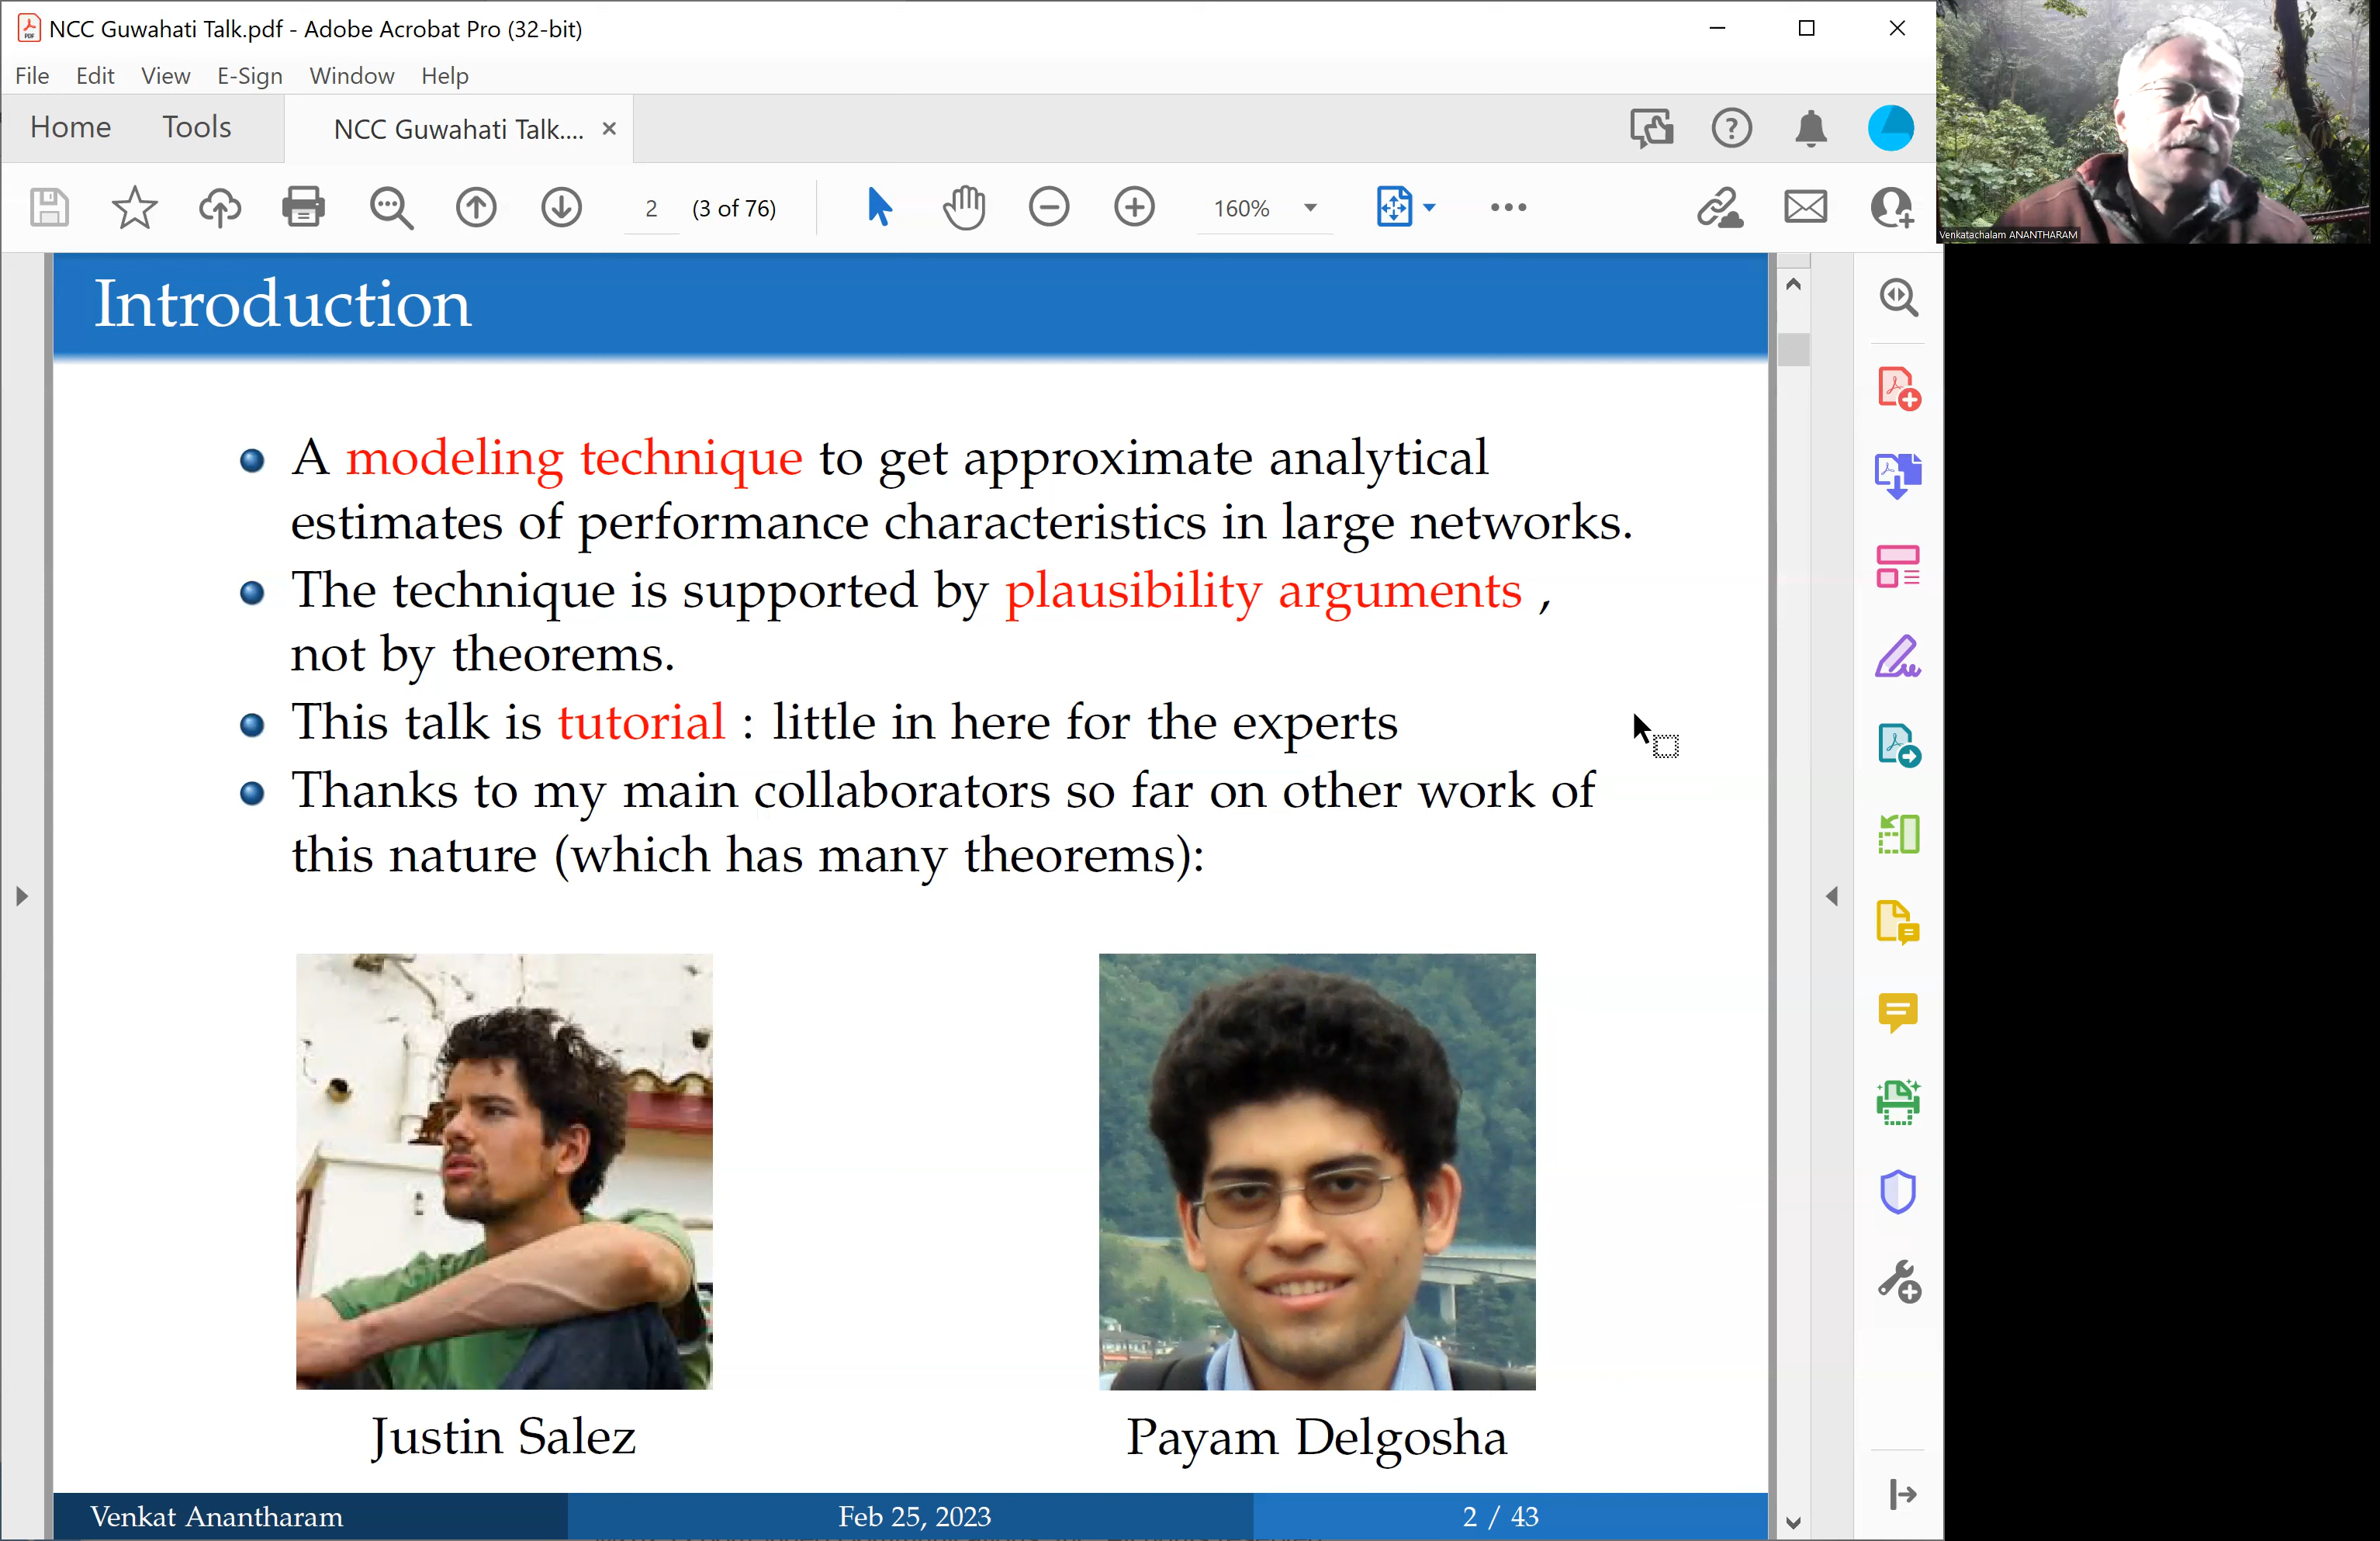 NCC Guwahati Talk.pdf - Adobe Acrobat Pro (32-bit)
File Edit View E-Sign Window Help
Home Tools NCC Guwahati Talk.... ×
2 (3 of 76) 160%
Venkatachalam ANANTHARAM
Introduction
A modeling technique to get approximate analytical
estimates of performance characteristics in large networks.
The technique is supported by plausibility arguments ,
not by theorems.
This talk is tutorial : little in here for the experts
Thanks to my main collaborators so far on other work of
this nature (which has many theorems):
Justin Salez Payam Delgosha
Venkat Anantharam Feb 25, 2023 2 / 43